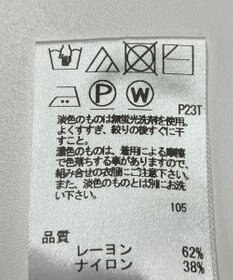 P W
P23T
淡色のものは無蛍光洗剤を使用。
よくすすぎ、絞りの後すぐに干
すこと。
濃色のものは、着用による摩擦
で色落ちする事がありますので、
組み合せの衣服にご注意下さい。
また、淡色のものとは別にお洗
い下さい。
105
品質
レーヨン 62%
ナイロン 38%